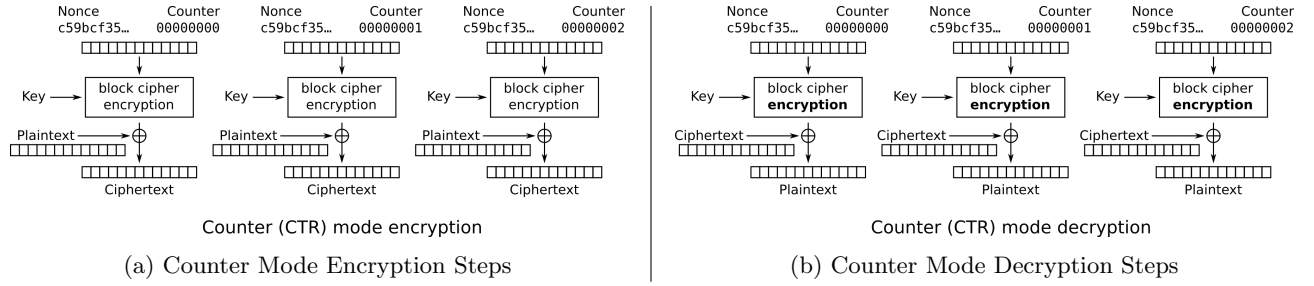 Nonce Counter Nonce Counter Nonce Counter
c59bcf35… 00000000 c59bcf35… 00000001 c59bcf35… 00000002
block cipher encryption block cipher encryption block cipher encryption
Key Key Key
Plaintext Plaintext Plaintext
Ciphertext Ciphertext Ciphertext
Counter (CTR) mode encryption
(a) Counter Mode Encryption Steps
Nonce Counter Nonce Counter Nonce Counter
c59bcf35… 00000000 c59bcf35… 00000001 c59bcf35… 00000002
block cipher encryption block cipher encryption block cipher encryption
Key Key Key
Ciphertext Ciphertext Ciphertext
Plaintext Plaintext Plaintext
Counter (CTR) mode decryption
(b) Counter Mode Decryption Steps